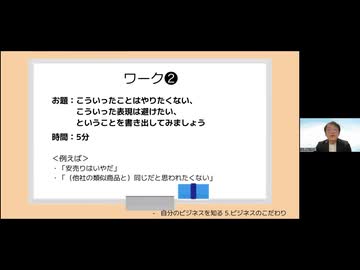 ワーク❷
お題：こういったことはやりたくない、
こういった表現は避けたい、
ということを書き出してみましょう
時間：5分
＜例えば＞
・「安売りはいやだ」
・「（他社の類似商品と）同じだと思われたくない」
- 自分のビジネスを知る 5.ビジネスのこだわり